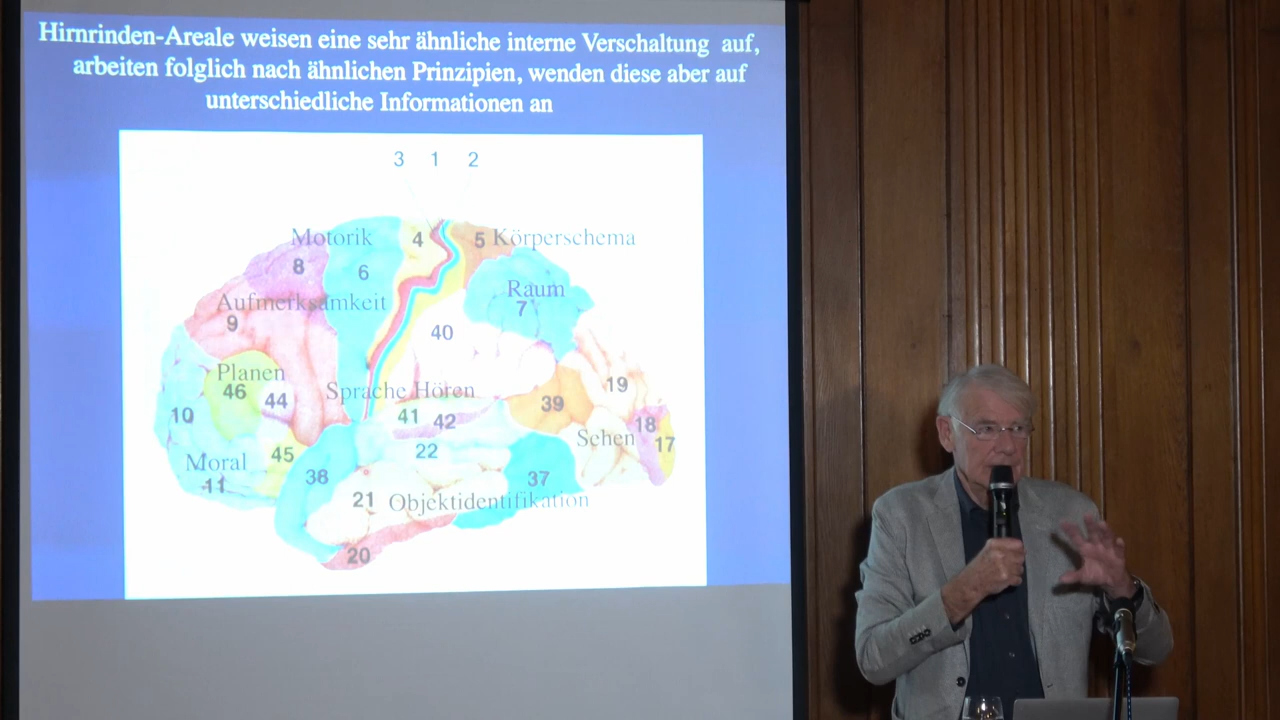 Hirnrinden-Areale weisen eine sehr ähnliche interne Verschaltung auf,
arbeiten folglich nach ähnlichen Prinzipien, wenden diese aber auf
unterschiedliche Informationen an
3 1 2
Motorik 4 5 Körperschema
8 6
Aufmerksamkeit Raum
9 7
40
Planen
46 44 Sprache Hören 19
10 41 42 39 18
45 22 Sehen 17
Moral
11 38 37
21 Objektidentifikation
20